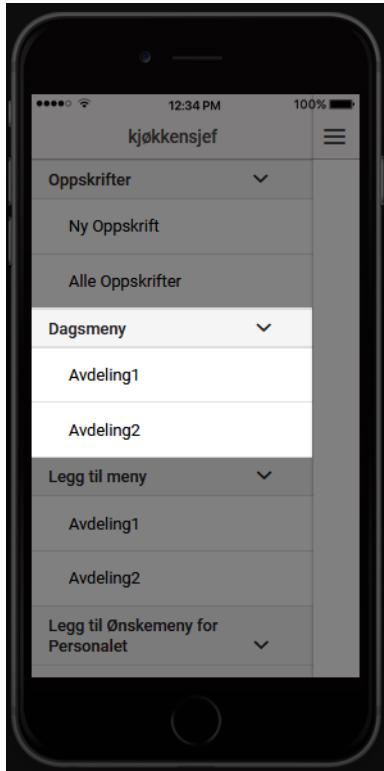 12:34 PM
100%
kjøkkensjef
Oppskrifter
Ny Oppskrift
Alle Oppskrifter
Dagsmeny
Avdeling1
Avdeling2
Legg til meny
Avdeling1
Avdeling2
Legg til Ønskemeny for
Personalet